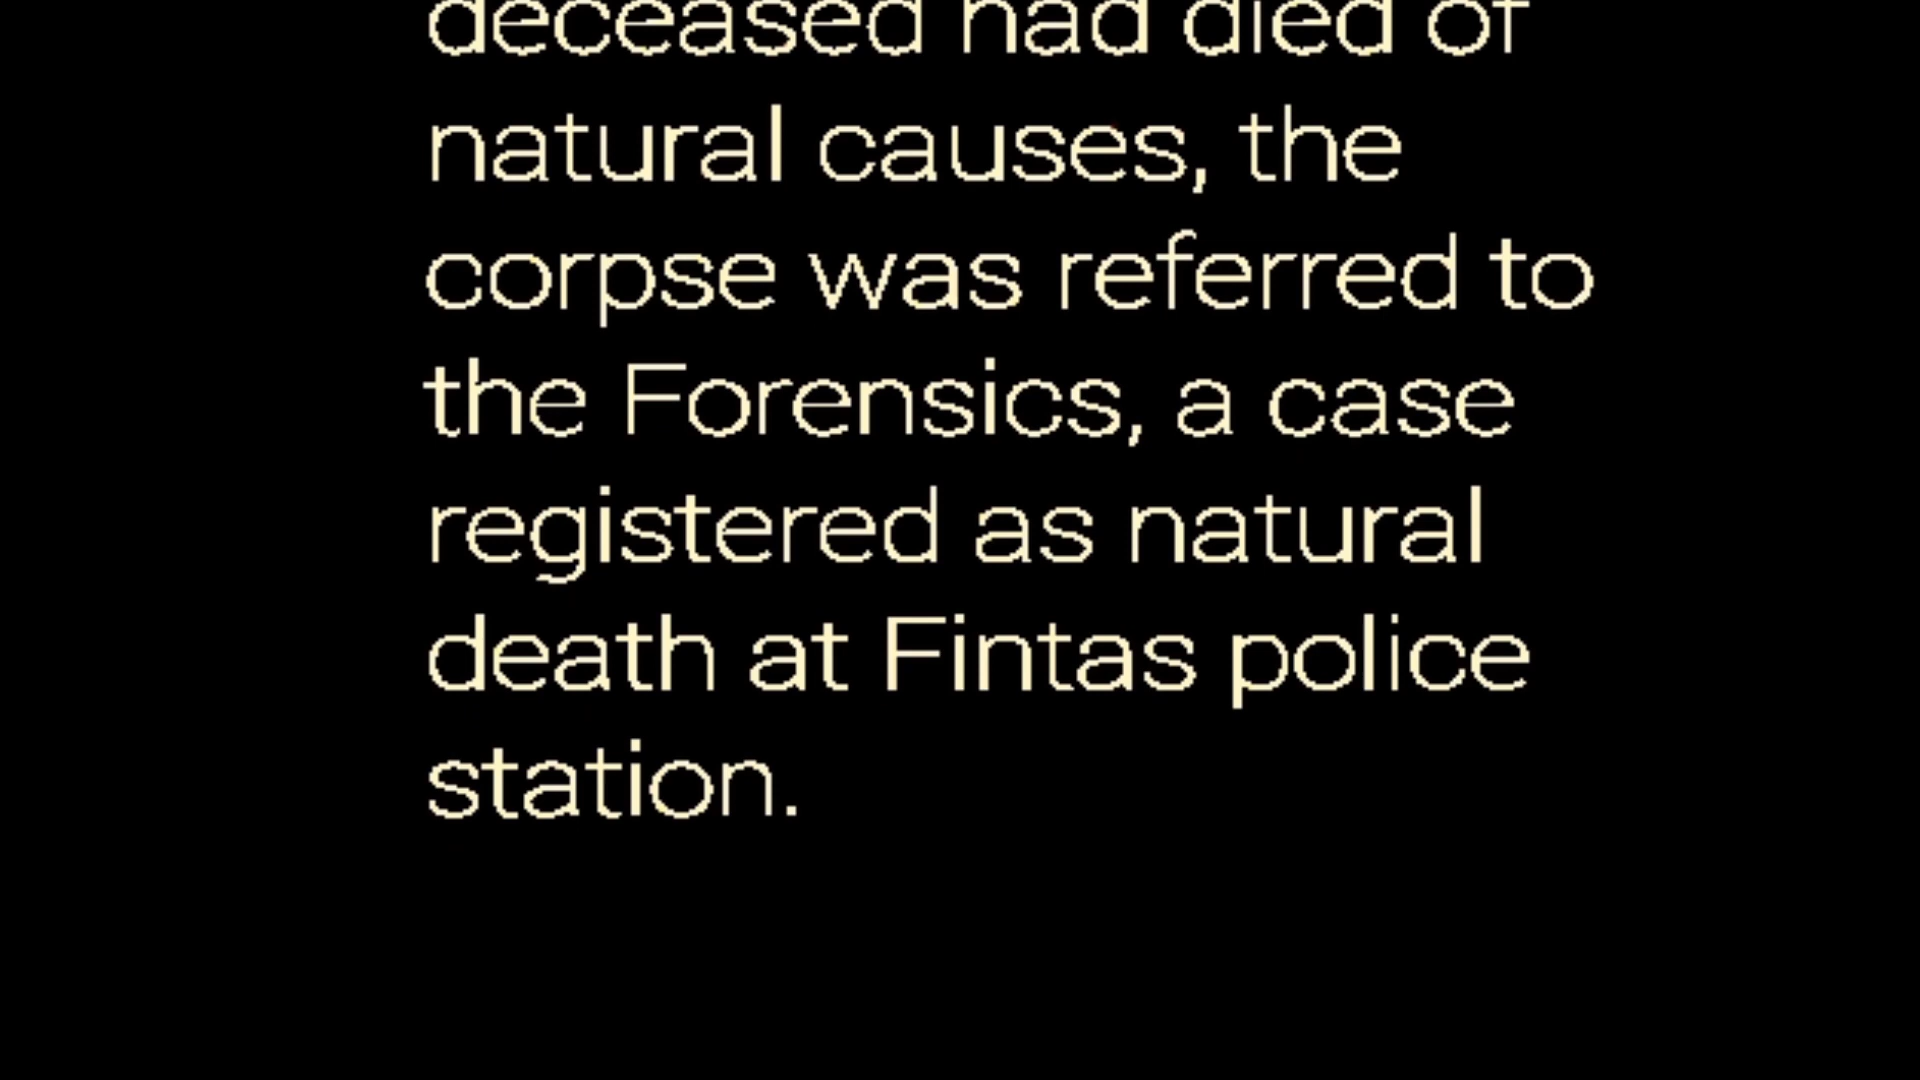 deceased had died of
natural causes, the
corpse was referred to
the Forensics, a case
registered as natural
death at Fintas police
station.